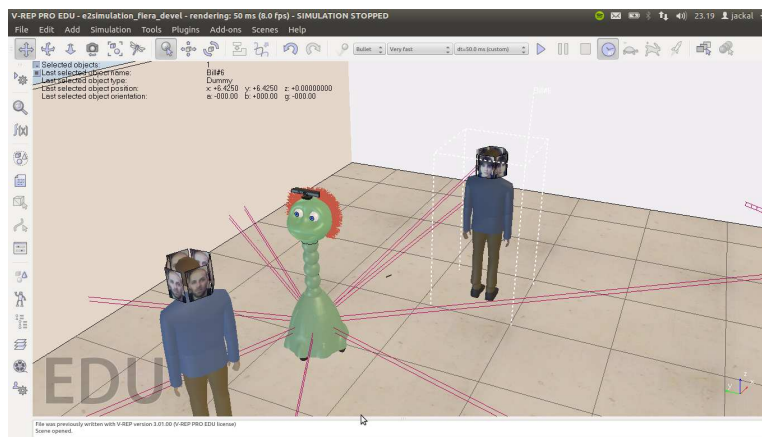 V-REP PRO EDU - e2simulation_fiera_devel - rendering: 50 ms (8.0 fps) - SIMULATION STOPPED
23.19 jackal
File Edit Add Simulation Tools Plugins Add-ons Scenes Help
Bullet Very fast dt=50.0 ms (custom)
Selected objects: 1
Last selected object name: Bill#6
Last selected object type: Dummy
Last selected object position: x: +6.4250 y: +6.4250 z: +0.00000000
Last selected object orientation: a: -000.00 b: +000.00 g: -000.00
f(x)
EDU
z
y
x
File was previously written with V-REP version 3.01.00 (V-REP PRO EDU license)
Scene opened.